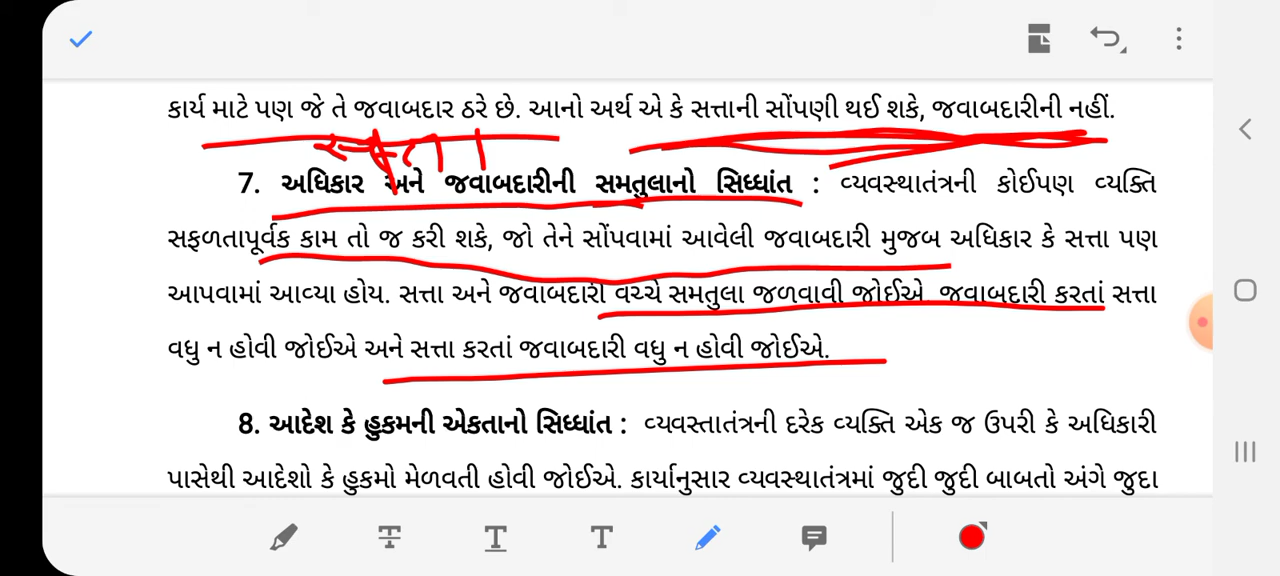 કાર્ય માટે પણ જે તે જવાબદાર ઠરે છે. આનો અર્થ એ કે સત્તાની સોંપણી થઈ શકે, જવાબદારીની નહીં.
7. અધિકાર અને જવાબદારીની સમતુલાનો સિધ્ધાંત : વ્યવસ્થાતંત્રની કોઈપણ વ્યક્તિ
સફળતાપૂર્વક કામ તો જ કરી શકે, જો તેને સોંપવામાં આવેલી જવાબદારી મુજબ અધિકાર કે સત્તા પણ
આપવામાં આવ્યા હોય. સત્તા અને જવાબદારી વચ્ચે સમતુલા જળવાવી જોઈએ. જવાબદારી કરતાં સત્તા
વધુ ન હોવી જોઈએ અને સત્તા કરતાં જવાબદારી વધુ ન હોવી જોઈએ.
8. આદેશ કે હુકમની એકતાનો સિધ્ધાંત : વ્યવસ્તાતંત્રની દરેક વ્યક્તિ એક જ ઉપરી કે અધિકારી
પાસેથી આદેશો કે હુકમો મેળવતી હોવી જોઈએ. કાર્યાનુસાર વ્યવસ્થાતંત્રમાં જુદી જુદી બાબતો અંગે જુદા